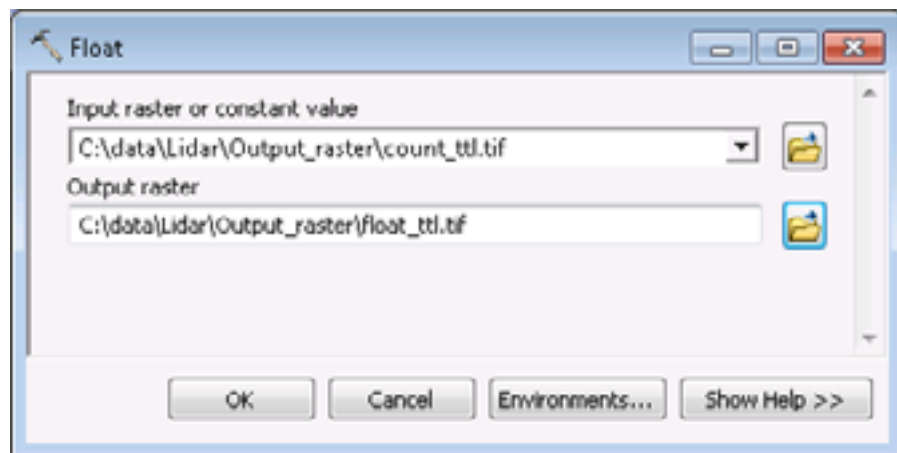 Float
Input raster or constant value
C:\data\Lidar\Output_raster\count_ttl.tif
Output raster
C:\data\Lidar\Output_raster\float_ttl.tif
OK Cancel Environments... Show Help >>